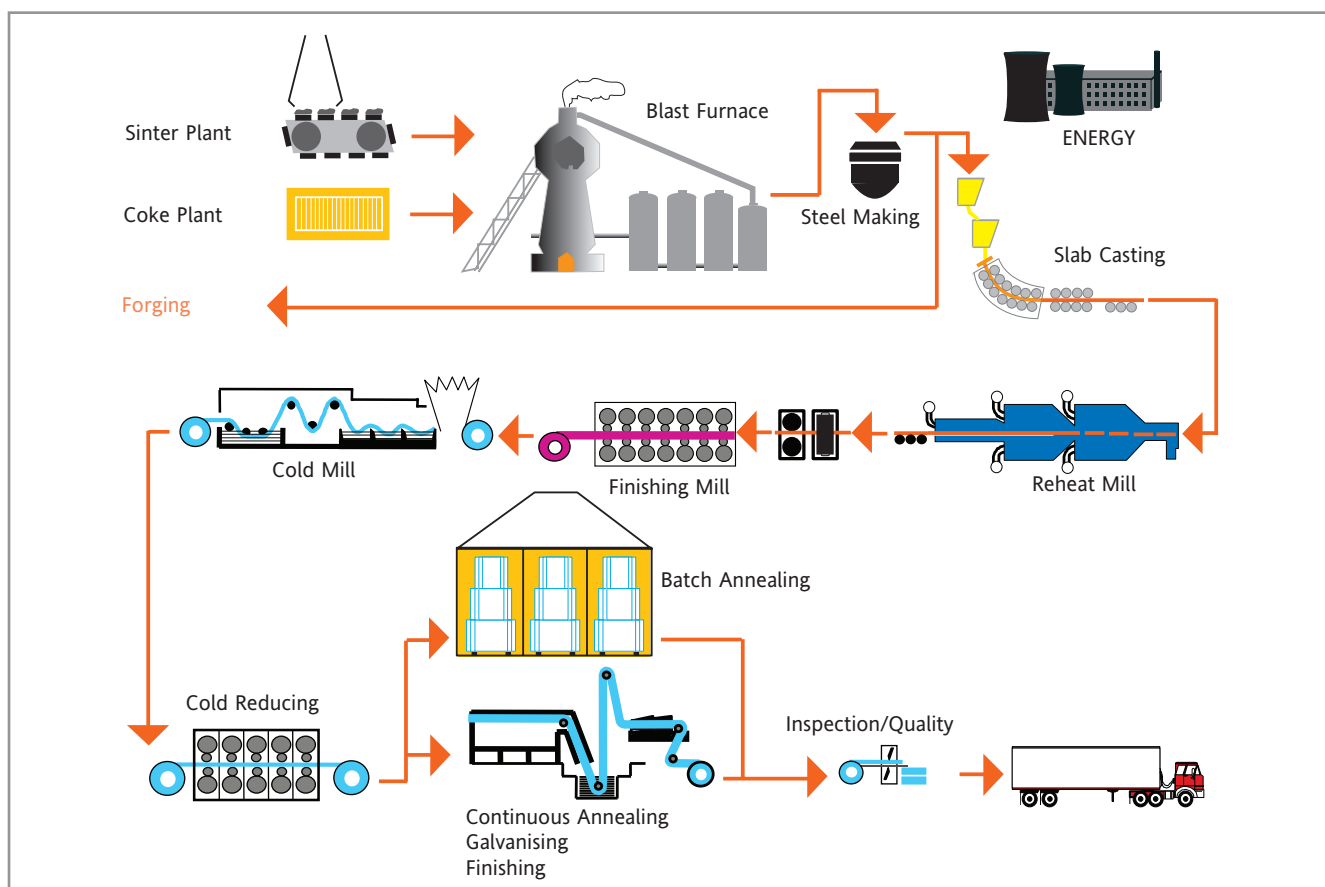 Sinter Plant
Blast Furnace
ENERGY
Coke Plant
Steel Making
Slab Casting
Forging
Cold Mill
Finishing Mill
Reheat Mill
Batch Annealing
Cold Reducing
Inspection/Quality
Continuous Annealing
Galvanising
Finishing